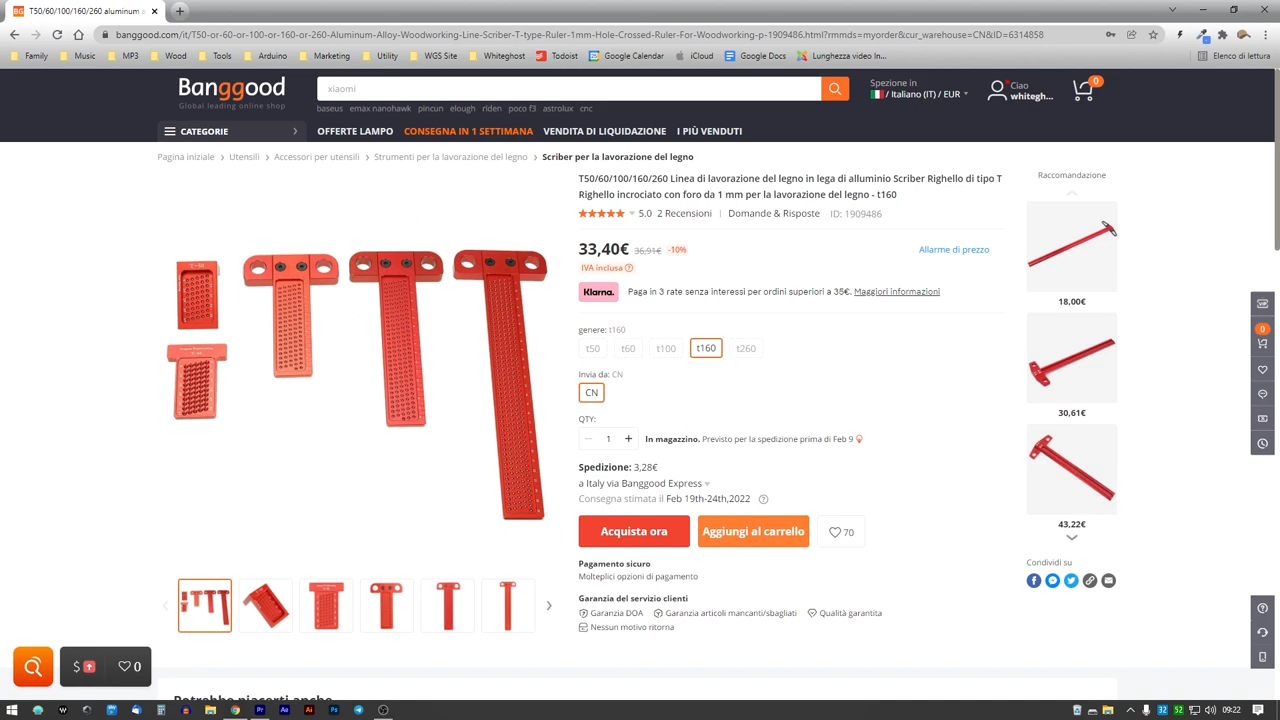 T50/60/100/160/260 aluminum a
banggood.com/it/T50-or-60-or-100-or-160-or-260-Aluminum-Alloy-Woodworking-Line-Scriber-T-type-Ruler-1mm-Hole-Crossed-Ruler-For-Woodworking-p-1909486.html?mmds=myorder&cur_warehouse=CN&ID=6314858
Family Music MP3 Wood Arduino Marketing Utility Whiteghost Todoist Google Calendar iCloud Google Docs Lunghezza video In... Elenco di lettura
Banggood
Global leading online shop
xiaomi
Spedizione in
/ Italiano (IT) / EUR
Ciao
whitegh...
0
baseus emax nanohawk pincun elough riden poco f3 astrolux cnc
CATEGORIE
OFFERTE LAMPO CONSEGNA IN 1 SETTIMANA VENDITA DI LIQUIDAZIONE I PIÙ VENDUTI
Pagina iniziale > Utensili > Accessori per utensili > Strumenti per la lavorazione del legno > Scriber per la lavorazione del legno
T50/60/100/160/260 Linea di lavorazione del legno in lega di alluminio Scriber Righello di tipo T
Righello incrociato con foro da 1 mm per la lavorazione del legno - t160
5.0 2 Recensioni | Domande & Risposte ID: 1909486
33,40€ 36,91€ -10%
Allarme di prezzo
IVA inclusa
Klarna. Paga in 3 rate senza interessi per ordini superiori a 35€. Maggiori informazioni
genere: t160
t50 t60 t100 t160 t260
Invia da: CN
CN
QTY:
1 + In magazzino. Previsto per la spedizione prima di Feb 9
Spedizione: 3,28€
a Italy via Banggood Express
Consegna stimata il Feb 19th-24th,2022
Acquista ora
Aggiungi al carrello
70
Pagamento sicuro
Molteplici opzioni di pagamento
Garanzia del servizio clienti
Garanzia DOA Garanzia articoli mancanti/sbagliati Qualità garantita
Nessun motivo ritorna
Raccomandazione
18,00€
30,61€
43,22€
Condividi su
0
$ 0
Potrebbe piacerti anche
32 52 09:22